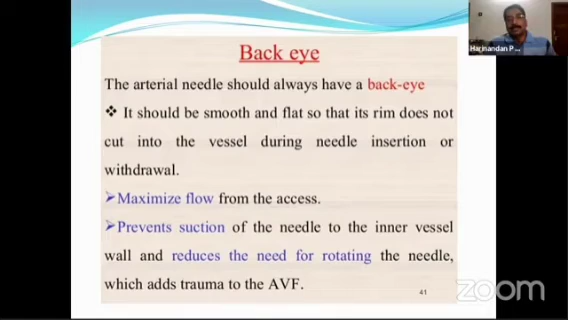 Back eye
The arterial needle should always have a back-eye
❖ It should be smooth and flat so that its rim does not
cut into the vessel during needle insertion or
withdrawal.
➢Maximize flow from the access.
➢Prevents suction of the needle to the inner vessel
wall and reduces the need for rotating the needle,
which adds trauma to the AVF.
41
Harinandan P...
zoom